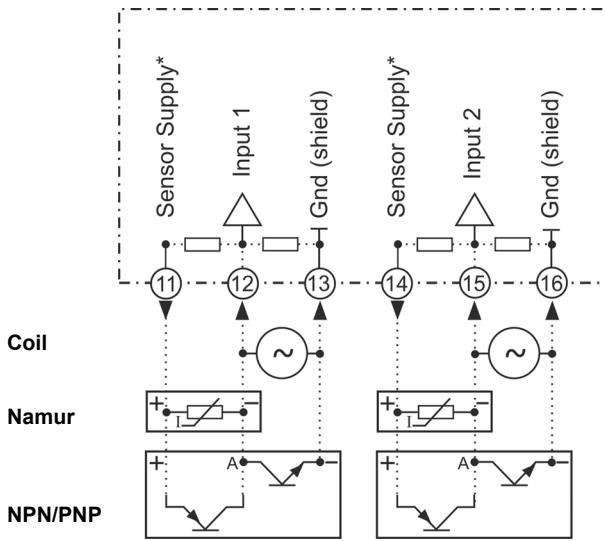 Sensor Supply*
Input 1
Gnd (shield)
Sensor Supply*
Input 2
Gnd (shield)
11
12
13
14
15
16
Coil
~
~
Namur
+
−
I
+
−
I
NPN/PNP
+
A
−
+
A
−